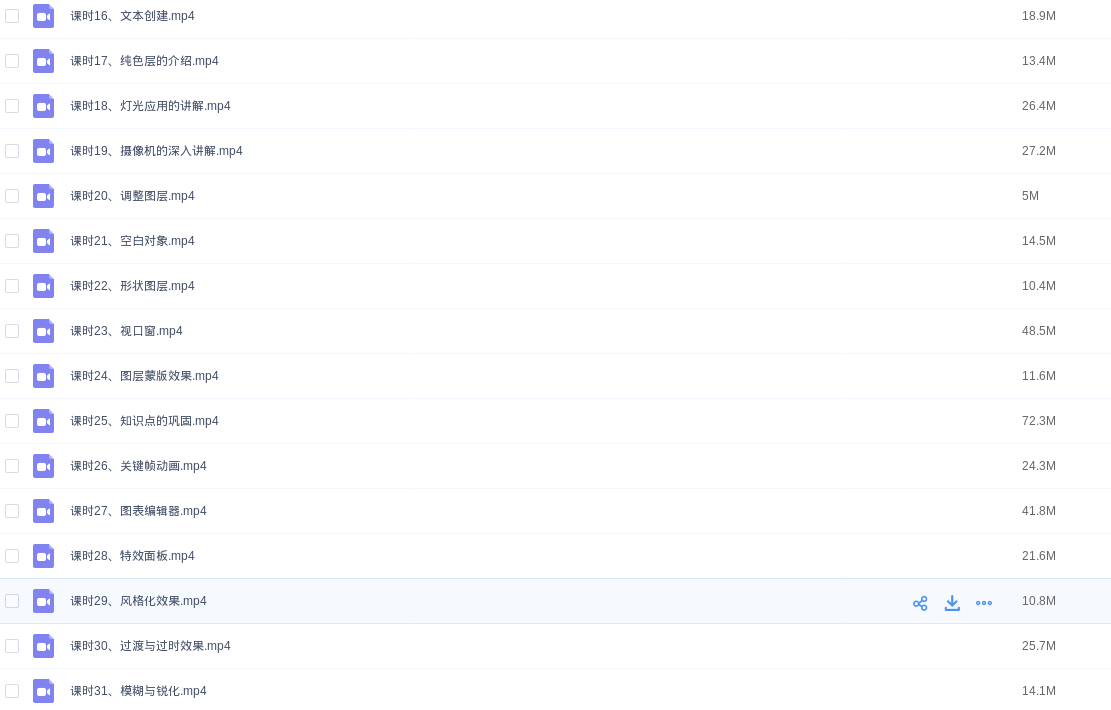 课时16、文本创建.mp4 18.9M
课时17、纯色层的介绍.mp4 13.4M
课时18、灯光应用的讲解.mp4 26.4M
课时19、摄像机的深入讲解.mp4 27.2M
课时20、调整图层.mp4 5M
课时21、空白对象.mp4 14.5M
课时22、形状图层.mp4 10.4M
课时23、视口窗.mp4 48.5M
课时24、图层蒙版效果.mp4 11.6M
课时25、知识点的巩固.mp4 72.3M
课时26、关键帧动画.mp4 24.3M
课时27、图表编辑器.mp4 41.8M
课时28、特效面板.mp4 21.6M
课时29、风格化效果.mp4 10.8M
课时30、过渡与过时效果.mp4 25.7M
课时31、模糊与锐化.mp4 14.1M